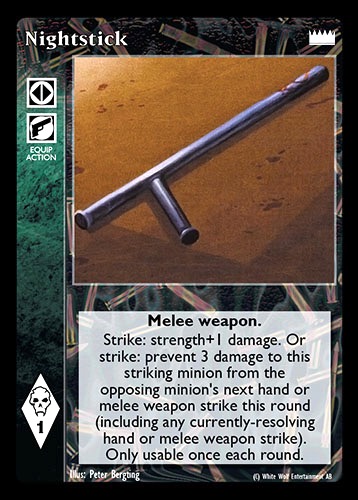 Nightstick
EQUIP
ACTION
Melee weapon.
Strike: strength+1 damage. Or
strike: prevent 3 damage to this
striking minion from the
opposing minion's next hand or
melee weapon strike this round
(including any currently-resolving
hand or melee weapon strike).
Only usable once each round.
1
Illus: Peter Bergting
(C) White Wolf Entertainment AB